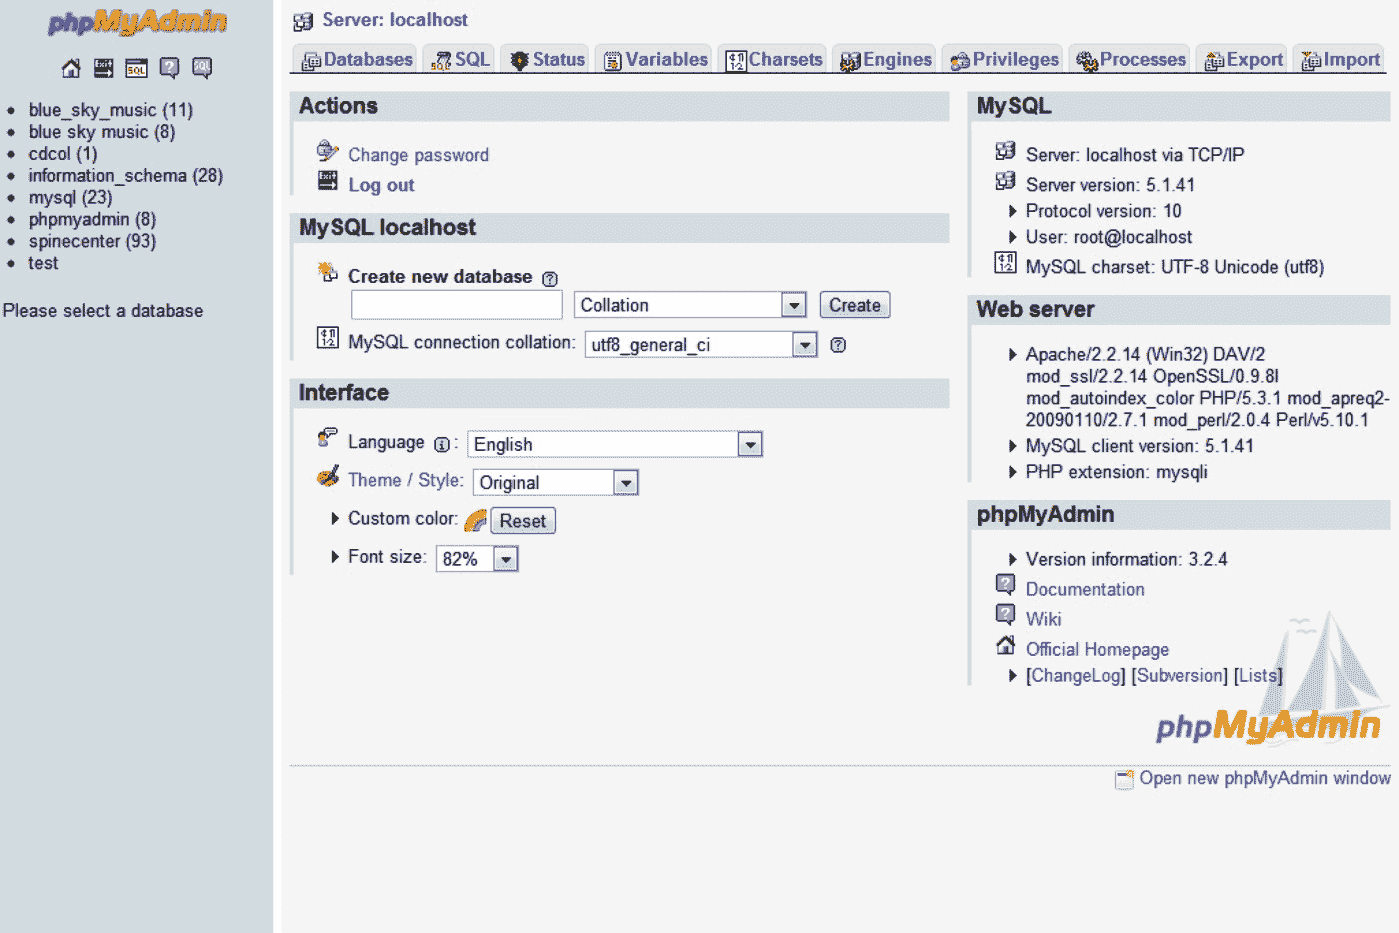 phpMyAdmin
EXIT
SQL
?
SQL
blue_sky_music (11)
blue sky music (8)
cdcol (1)
information_schema (28)
mysql (23)
phpmyadmin (8)
spinecenter (93)
test
Please select a database
Server: localhost
Databases SQL Status Variables Charsets Engines Privileges Processes Export Import
Actions
Change password
Log out
MySQL localhost
Create new database ?
Collation Create
MySQL connection collation: utf8_general_ci ?
Interface
Language i : English
Theme / Style: Original
Custom color: Reset
Font size: 82%
MySQL
Server: localhost via TCP/IP
Server version: 5.1.41
Protocol version: 10
User: root@localhost
MySQL charset: UTF-8 Unicode (utf8)
Web server
Apache/2.2.14 (Win32) DAV/2
mod_ssl/2.2.14 OpenSSL/0.9.8l
mod_autoindex_color PHP/5.3.1 mod_apreq2-
20090110/2.7.1 mod_perl/2.0.4 Perl/v5.10.1
MySQL client version: 5.1.41
PHP extension: mysqli
phpMyAdmin
Version information: 3.2.4
Documentation
Wiki
Official Homepage
[ChangeLog] [Subversion] [Lists]
phpMyAdmin
Open new phpMyAdmin window